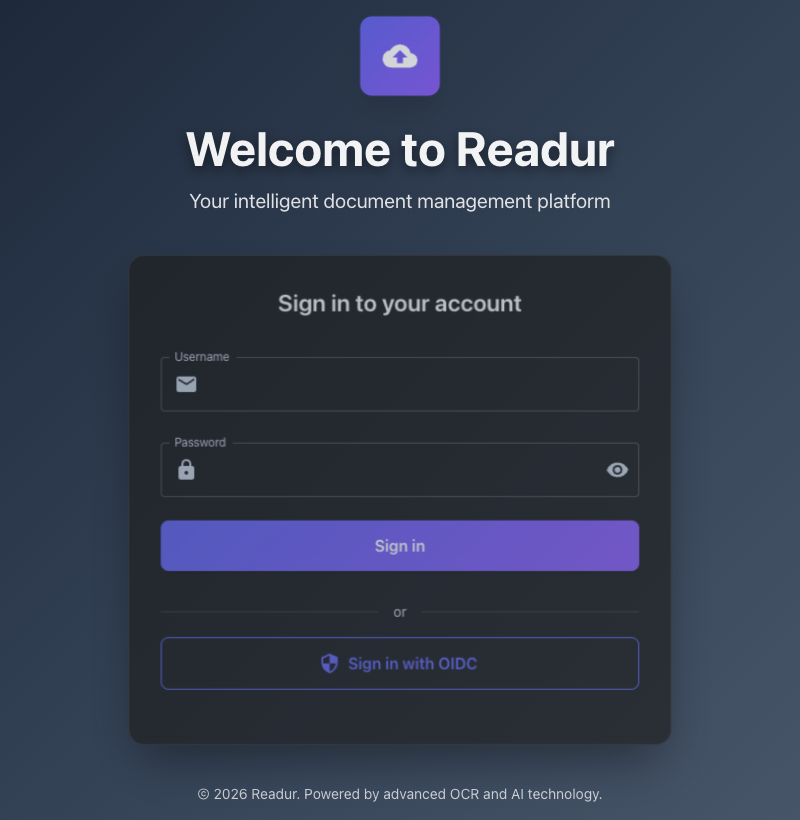 Welcome to Readur
Your intelligent document management platform
Sign in to your account
Username
Password
Sign in
or
Sign in with OIDC
© 2026 Readur. Powered by advanced OCR and AI technology.